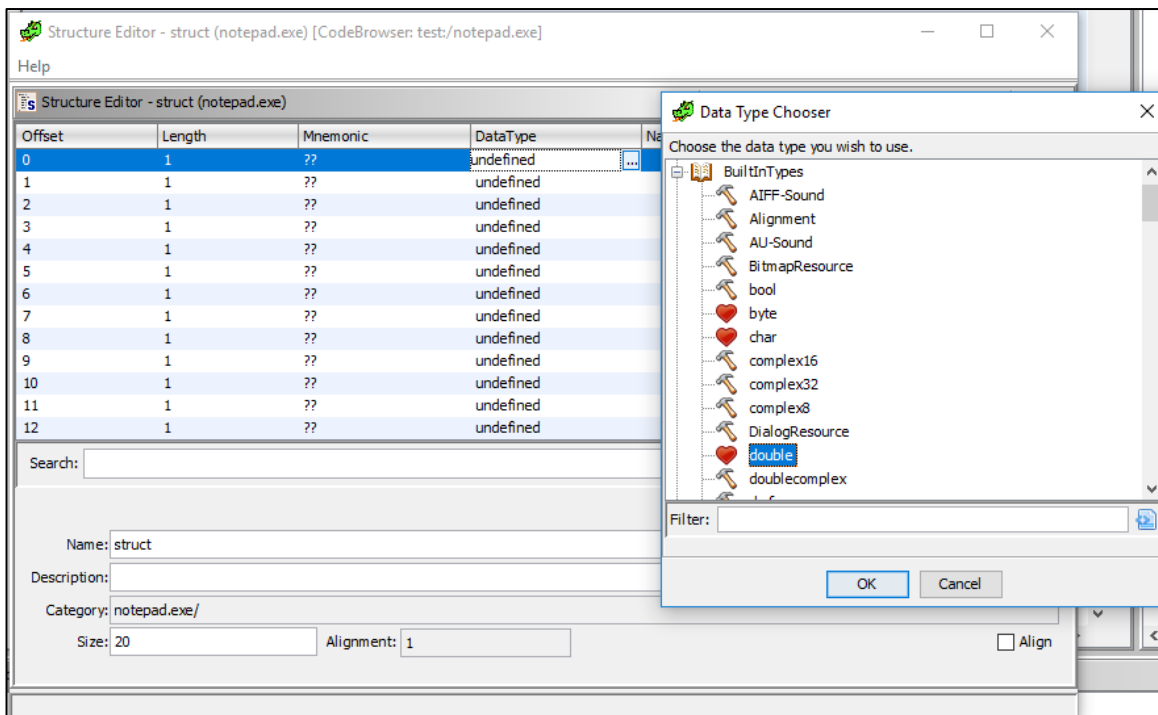 Structure Editor - struct (notepad.exe) [CodeBrowser: test:/notepad.exe]
Help
Structure Editor - struct (notepad.exe)
Offset Length Mnemonic DataType
0 1 ?? undefined ...
1 1 ?? undefined
2 1 ?? undefined
3 1 ?? undefined
4 1 ?? undefined
5 1 ?? undefined
6 1 ?? undefined
7 1 ?? undefined
8 1 ?? undefined
9 1 ?? undefined
10 1 ?? undefined
11 1 ?? undefined
12 1 ?? undefined
Search:
Name: struct
Description:
Category: notepad.exe/
Size: 20 Alignment: 1 Align
Data Type Chooser
Choose the data type you wish to use.
BuiltInTypes
AIFF-Sound
Alignment
AU-Sound
BitmapResource
bool
byte
char
complex16
complex32
complex8
DialogResource
double
doublecomplex
Filter:
OK Cancel